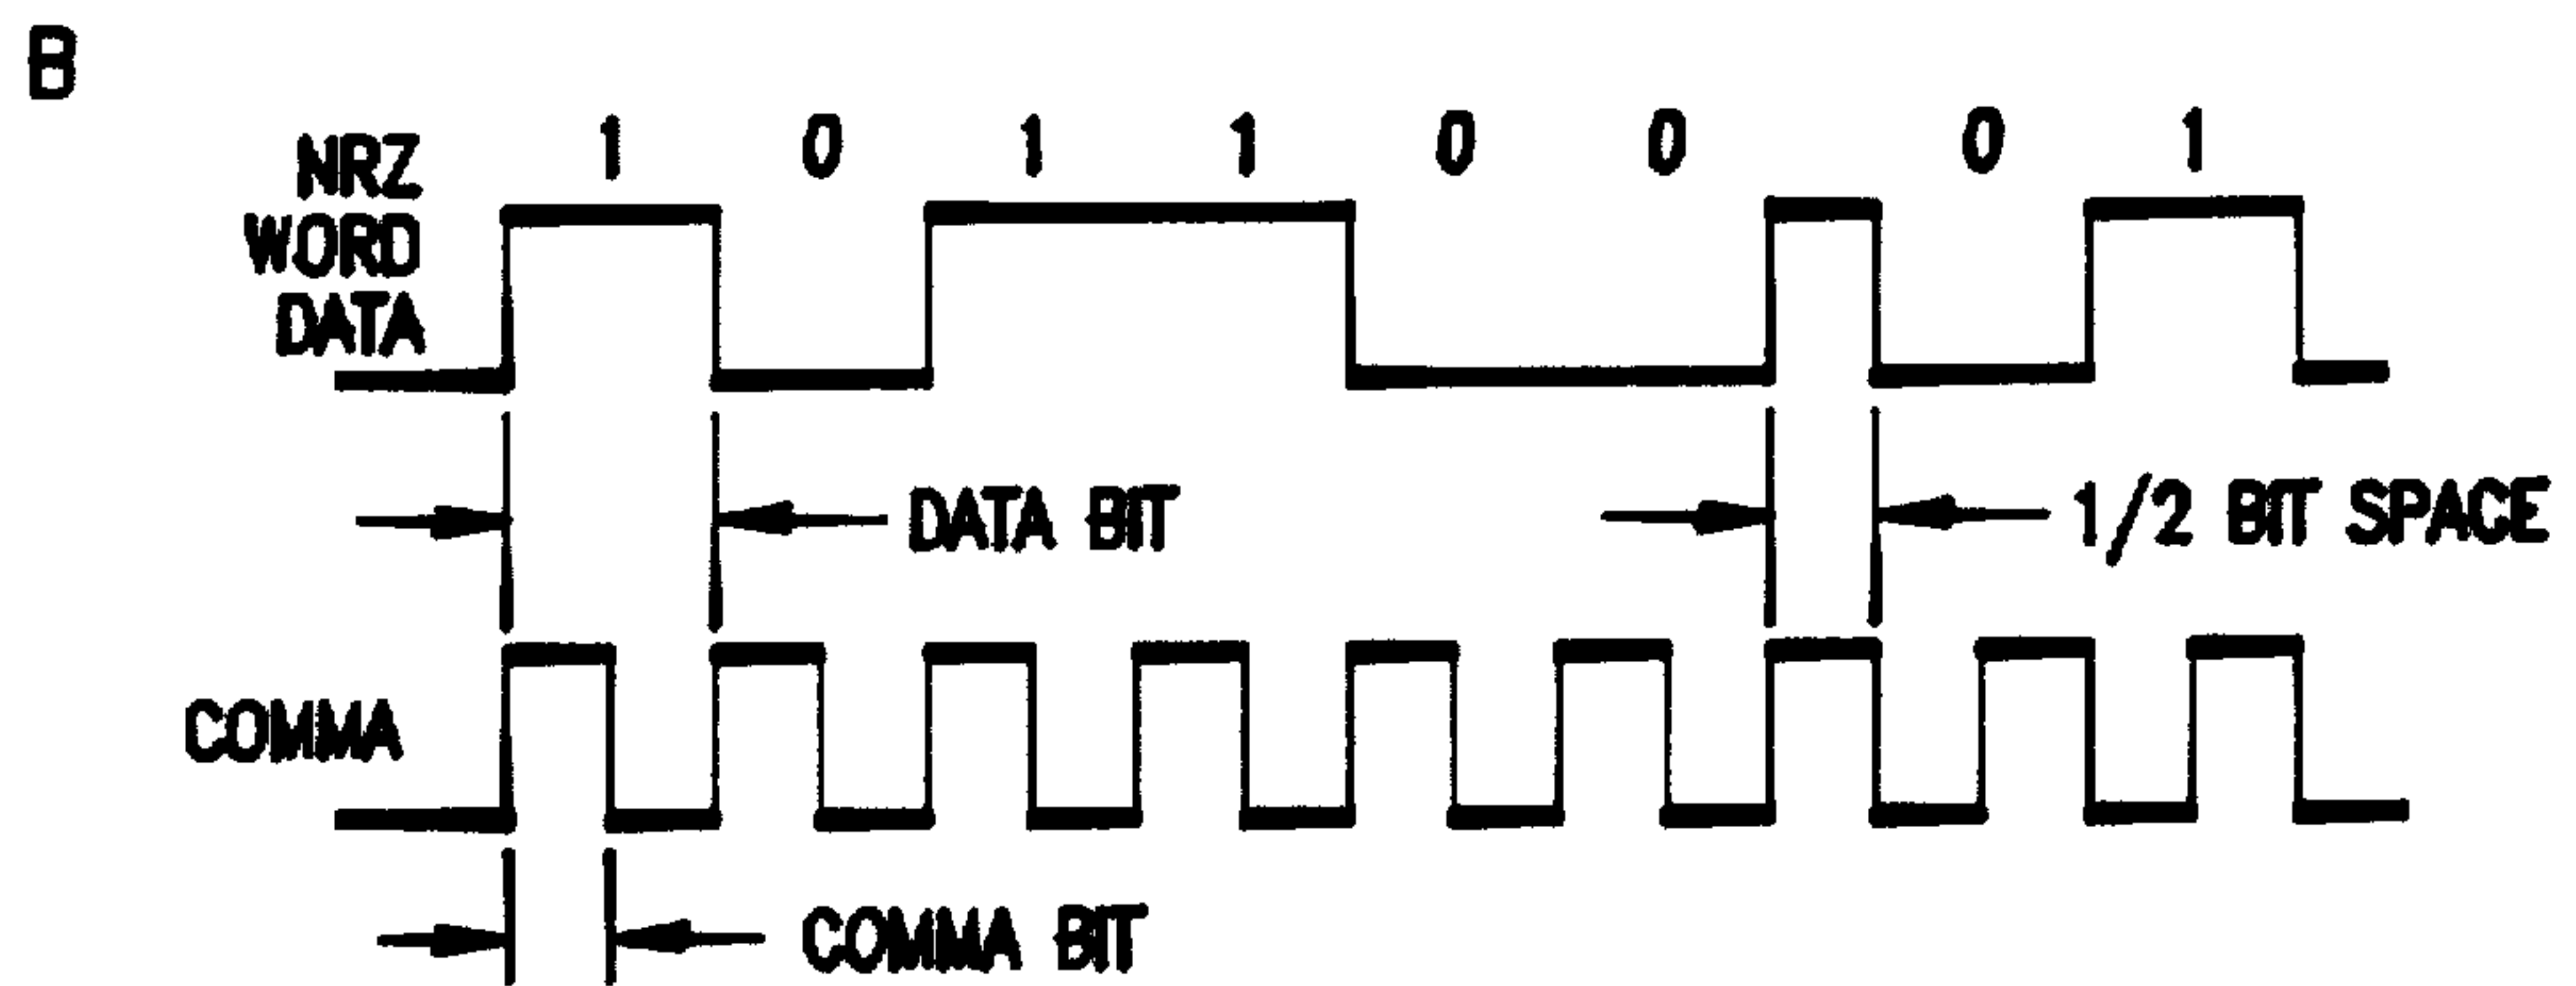 B
1 0 1 1 0 0 0 1
NRZ
WORD
DATA
DATA BIT
1/2 BIT SPACE
COMMA
COMMA BIT